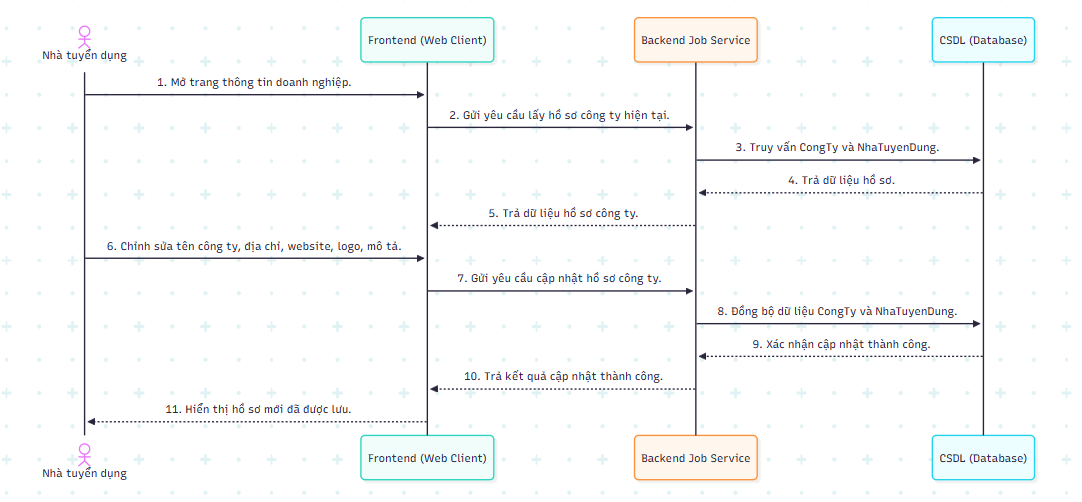 Frontend (Web Client)
Backend Job Service
CSDL (Database)
Nhà tuyển dụng
1. Mở trang thông tin doanh nghiệp.
2. Gửi yêu cầu lấy hồ sơ công ty hiện tại.
3. Truy vấn CongTy và NhaTuyenDung.
4. Trả dữ liệu hồ sơ.
5. Trả dữ liệu hồ sơ công ty.
6. Chỉnh sửa tên công ty, địa chỉ, website, logo, mô tả.
7. Gửi yêu cầu cập nhật hồ sơ công ty.
8. Đồng bộ dữ liệu CongTy và NhaTuyenDung.
9. Xác nhận cập nhật thành công.
10. Trả kết quả cập nhật thành công.
11. Hiển thị hồ sơ mới đã được lưu.
Nhà tuyển dụng
Frontend (Web Client)
Backend Job Service
CSDL (Database)